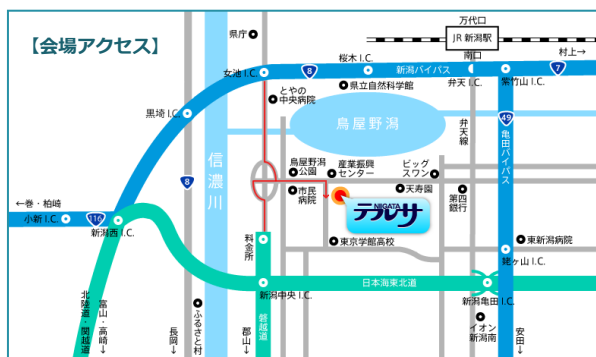 【会場アクセス】
県庁
万代口
JR 新潟駅
南口
村上→
桜木 I.C.
女池 I.C.
8
新潟バイパス
弁天 I.C.
紫竹山 I.C.
7
とやの
中央病院
県立自然科学館
黒埼 I.C.
鳥屋野潟
弁天線
49
亀田バイパス
信濃川
8
鳥屋野潟
公園
産業振興
センター
ビッグ
スワン
市民
病院
天寿園
第四
銀行
NIIGATA
テルサ
←巻・柏崎
小新 I.C.
116
新潟西 I.C.
料金所
東京学館高校
東新潟病院
姥ヶ山 I.C.
日本海東北道
新潟中央 I.C.
新潟亀田 I.C.
北陸道・関越道
富山・高崎↓
長岡↓
ふるさと村
郡山↓
磐越道
イオン
新潟南
安田↓